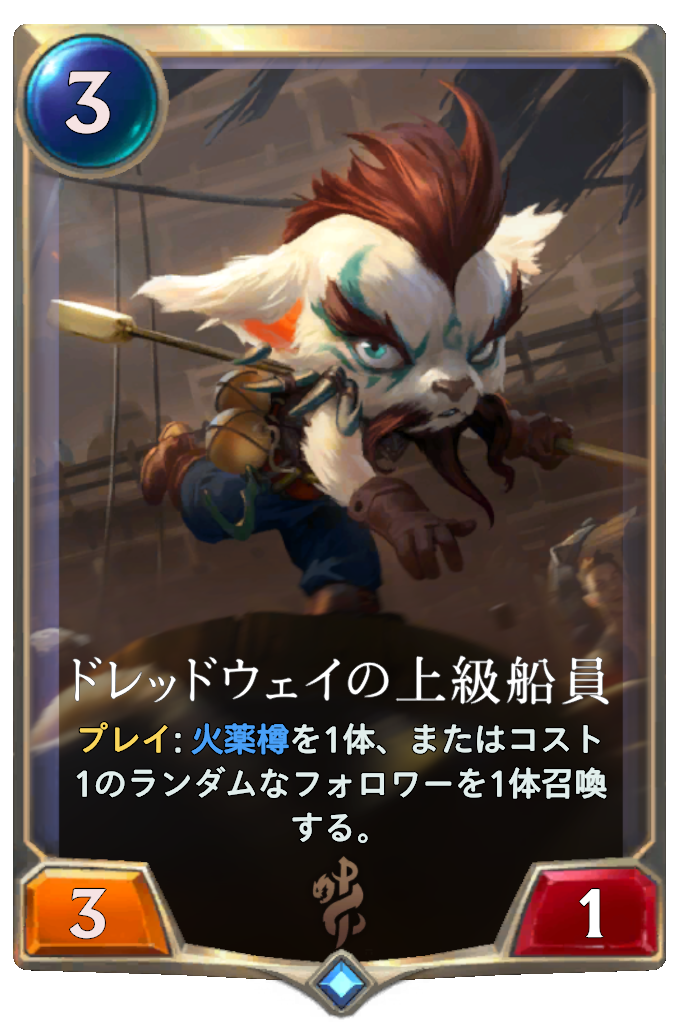 3
ドレッドウェイの上級船員
プレイ: 火薬樽を1体、またはコスト
1のランダムなフォロワーを1体召喚
する。
3
1